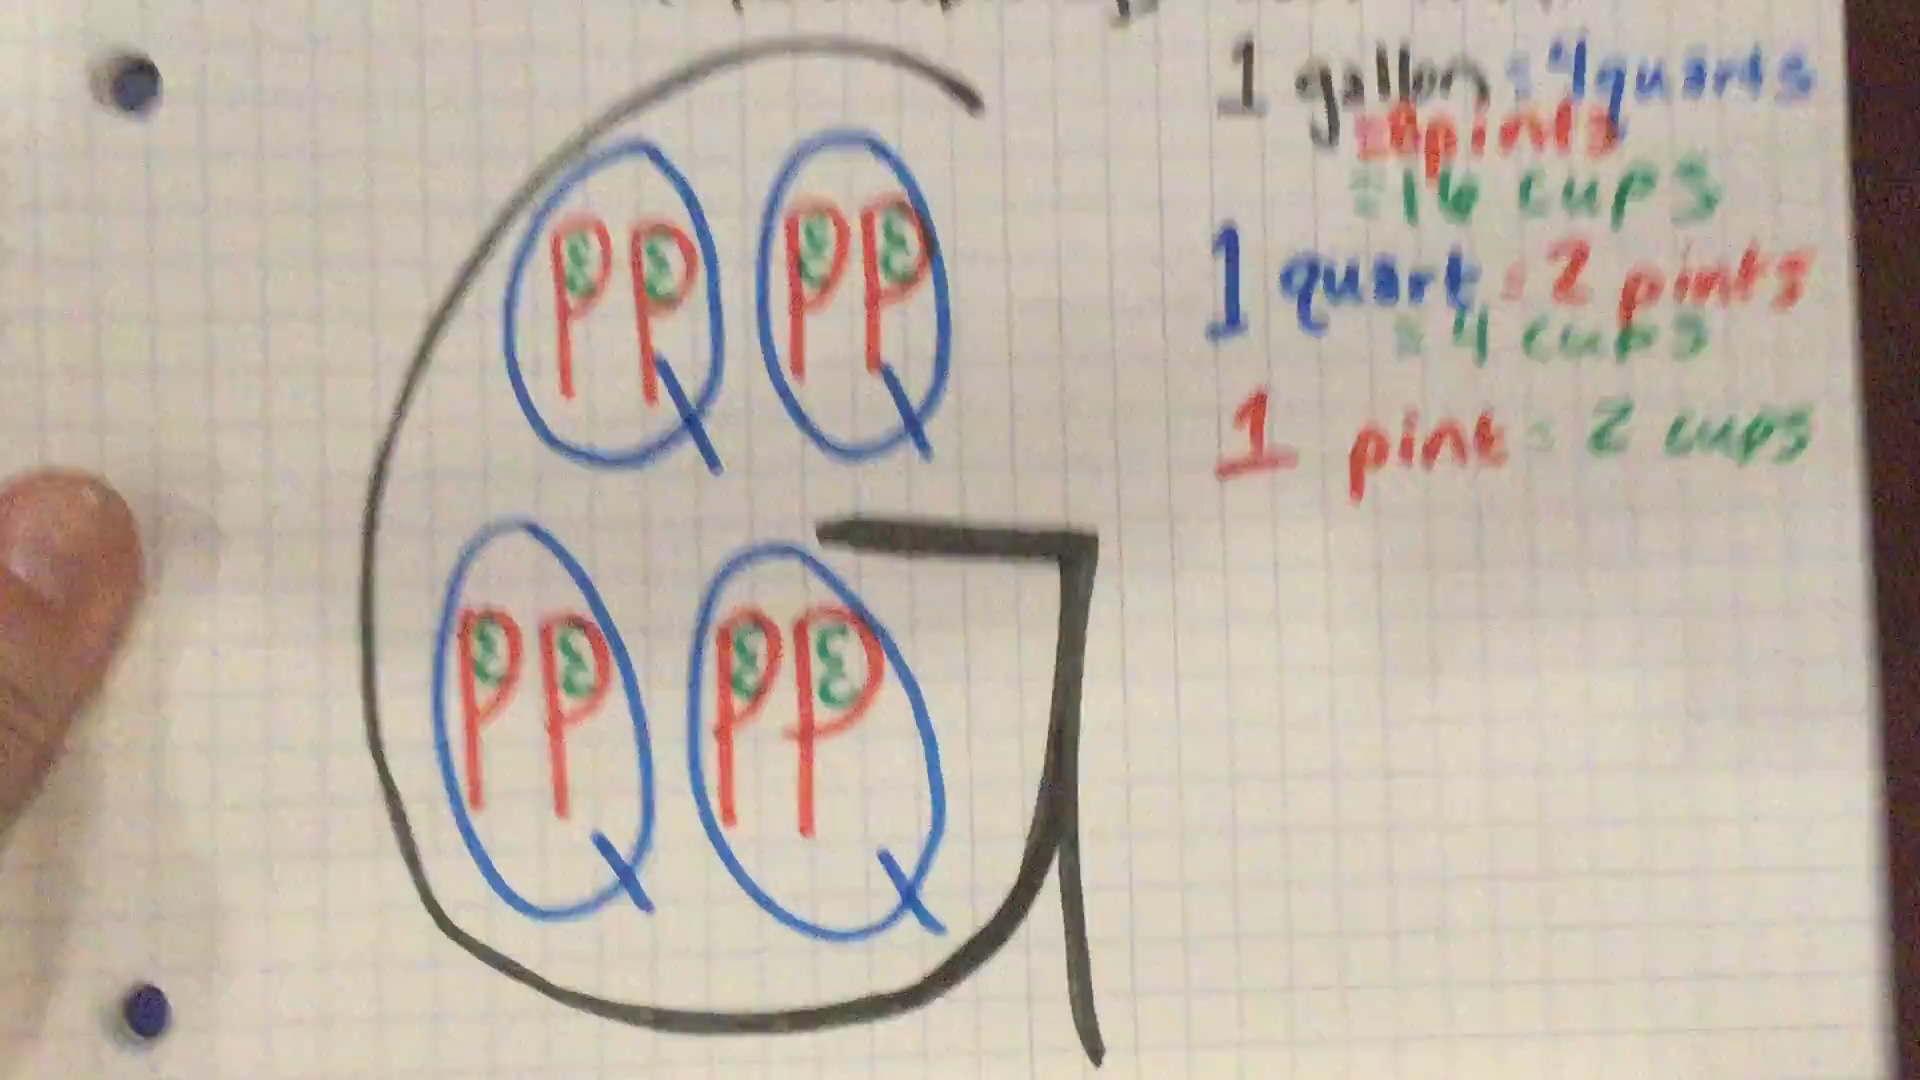 1 gallon = 4 quarts
= 8 pints
= 16 cups
1 quart = 2 pints
= 4 cups
1 pint = 2 cups
G
Q Q
P P P P
Q Q
P P P P